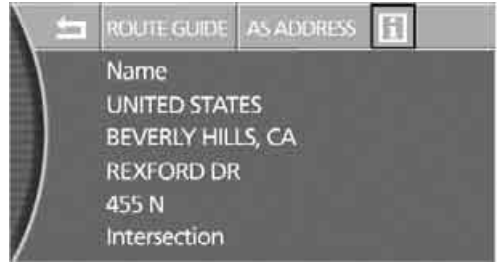 ROUTE GUIDE AS ADDRESS i
Name
UNITED STATES
BEVERLY HILLS, CA
REXFORD DR
455 N
Intersection